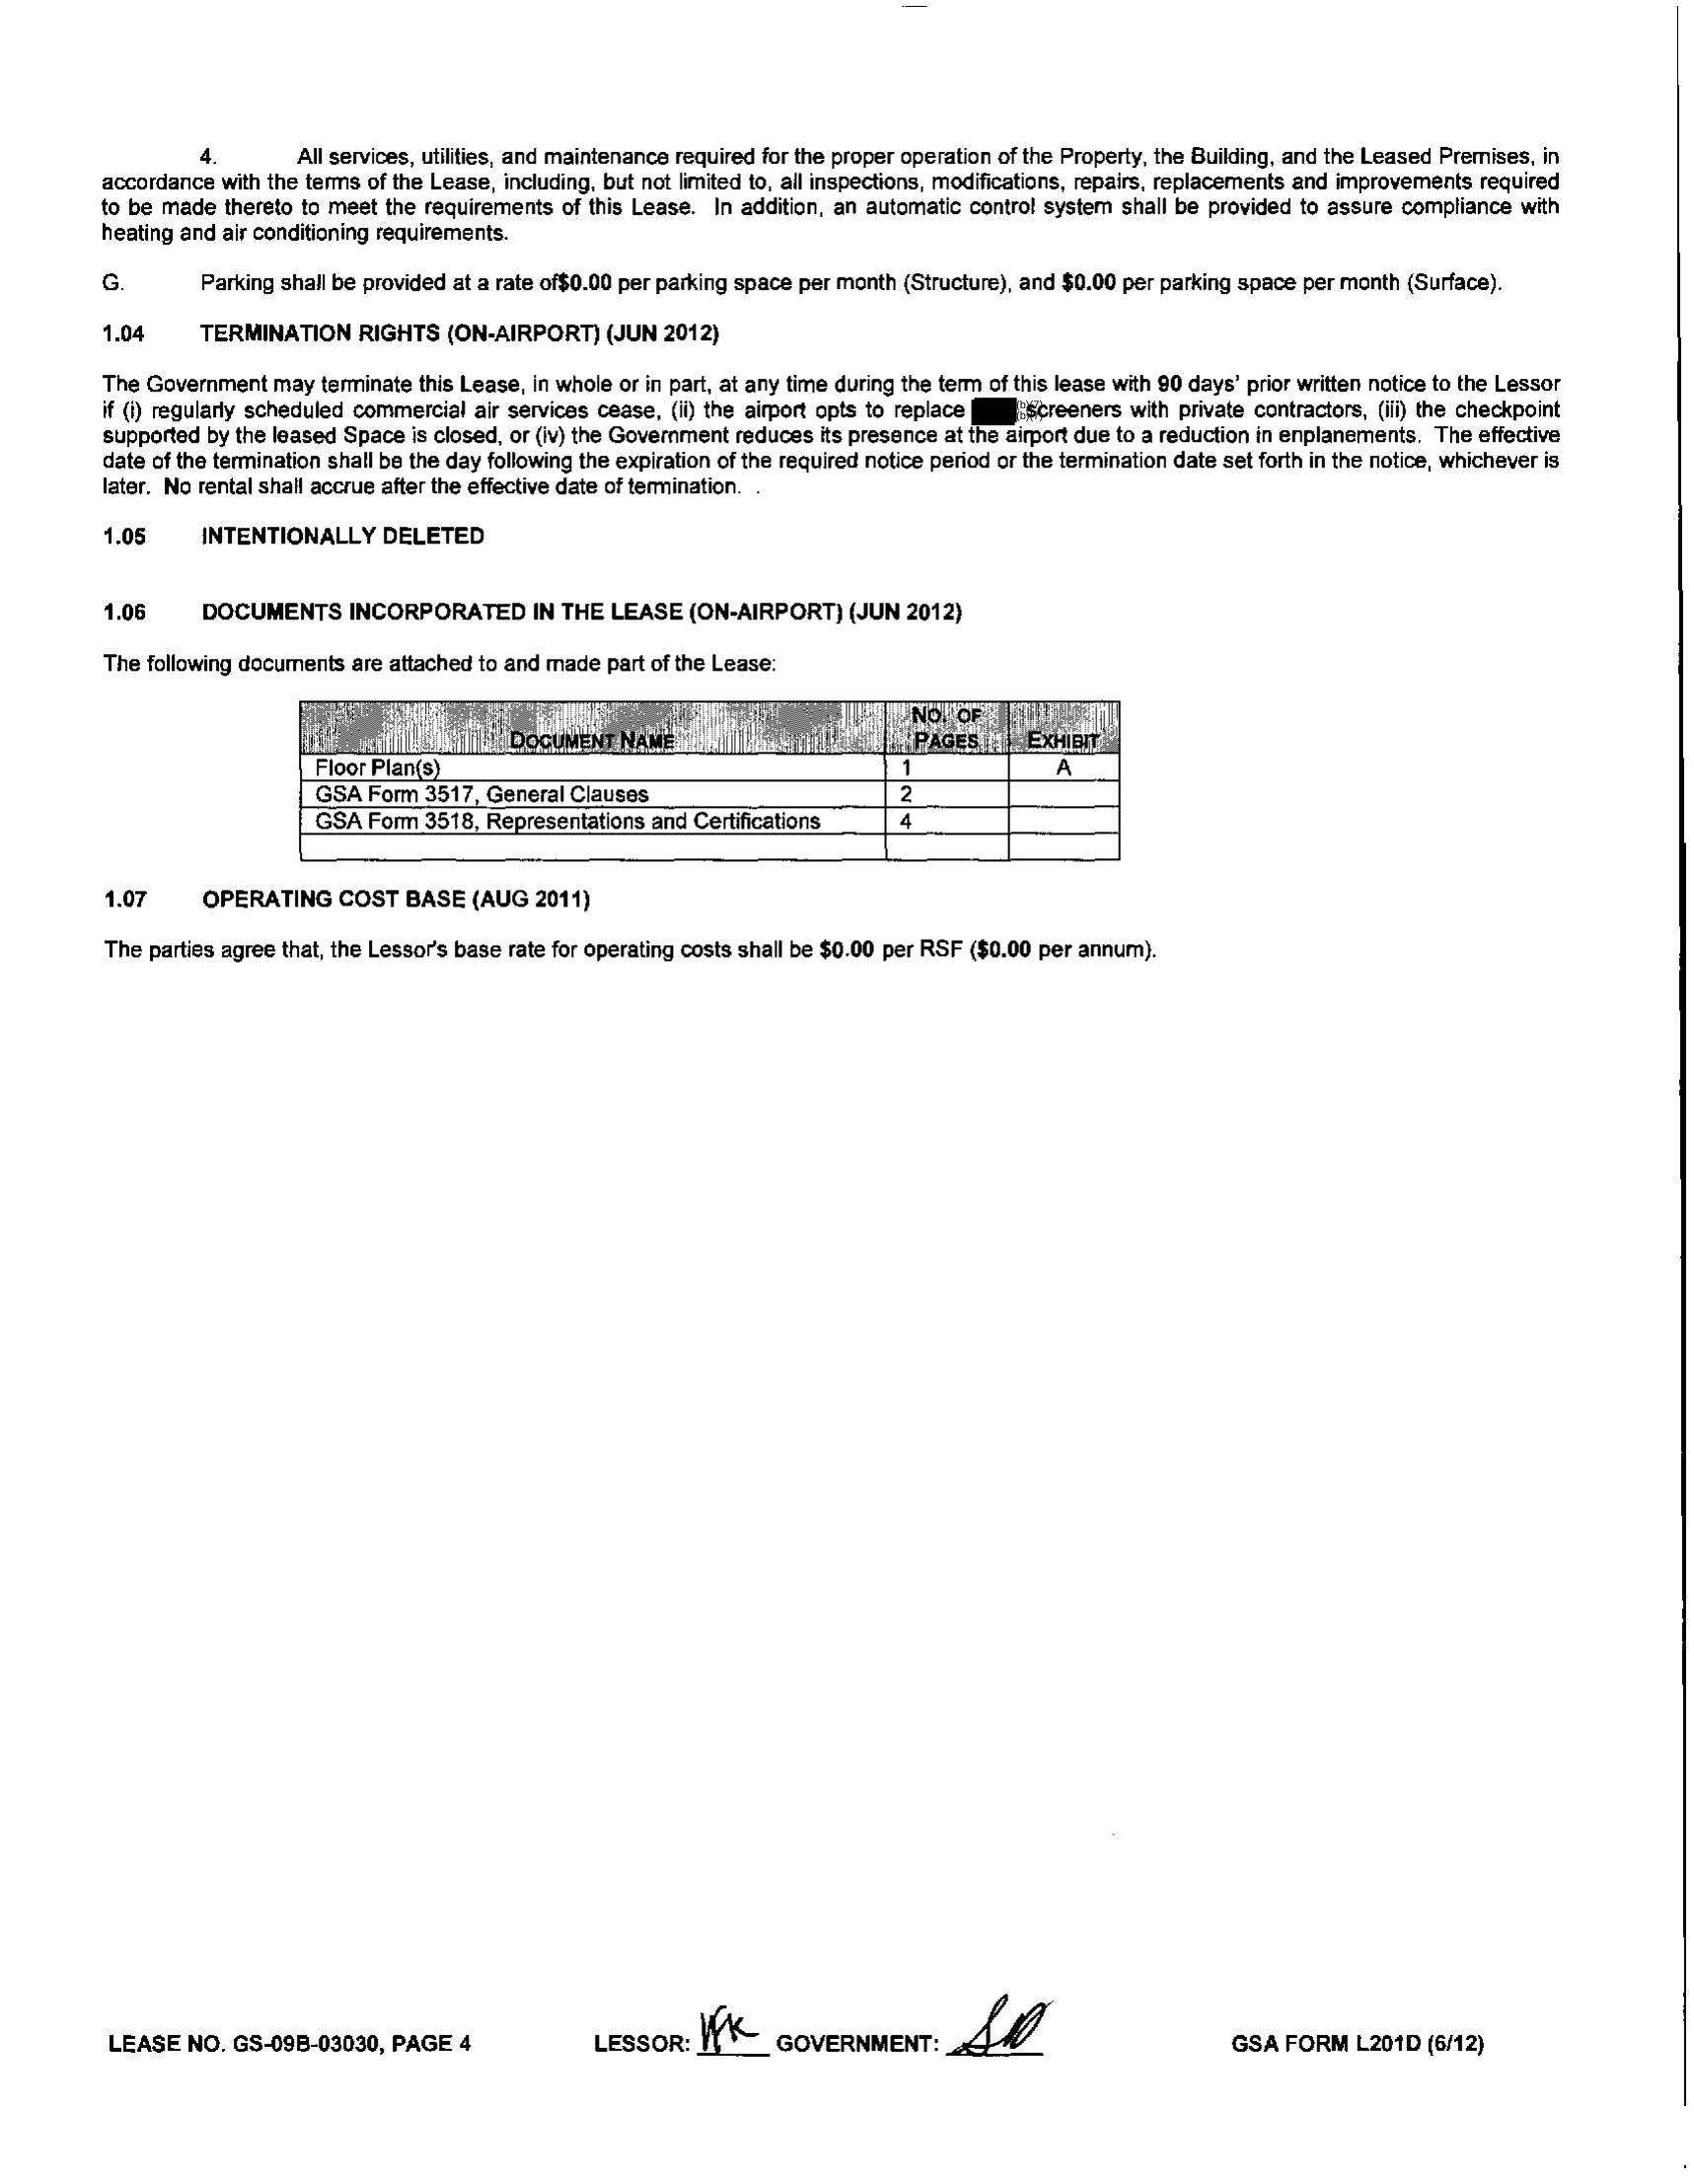 4. All services, utilities, and maintenance required for the proper operation of the Property, the Building, and the Leased Premises, in
accordance with the terms of the Lease, including, but not limited to, all inspections, modifications, repairs, replacements and improvements required
to be made thereto to meet the requirements of this Lease. In addition, an automatic control system shall be provided to assure compliance with
heating and air conditioning requirements.
G. Parking shall be provided at a rate of$0.00 per parking space per month (Structure), and $0.00 per parking space per month (Surface).
1.04 TERMINATION RIGHTS (ON-AIRPORT) (JUN 2012)
The Government may terminate this Lease, in whole or in part, at any time during the term of this lease with 90 days' prior written notice to the Lessor
if (i) regularly scheduled commercial air services cease, (ii) the airport opts to replace screeners with private contractors, (iii) the checkpoint
supported by the leased Space is closed, or (iv) the Government reduces its presence at the airport due to a reduction in enplanements. The effective
date of the termination shall be the day following the expiration of the required notice period or the termination date set forth in the notice, whichever is
later. No rental shall accrue after the effective date of termination. .
1.05 INTENTIONALLY DELETED
1.06 DOCUMENTS INCORPORATED IN THE LEASE (ON-AIRPORT) (JUN 2012)
The following documents are attached to and made part of the Lease:
DOCUMENT NAME NO. OF PAGES EXHIBIT
Floor Plan(s) 1 A
GSA Form 3517, General Clauses 2
GSA Form 3518, Representations and Certifications 4
1.07 OPERATING COST BASE (AUG 2011)
The parties agree that, the Lessor's base rate for operating costs shall be $0.00 per RSF ($0.00 per annum).
LEASE NO. GS-09B-03030, PAGE 4 LESSOR: GOVERNMENT: GSA FORM L201D (6/12)